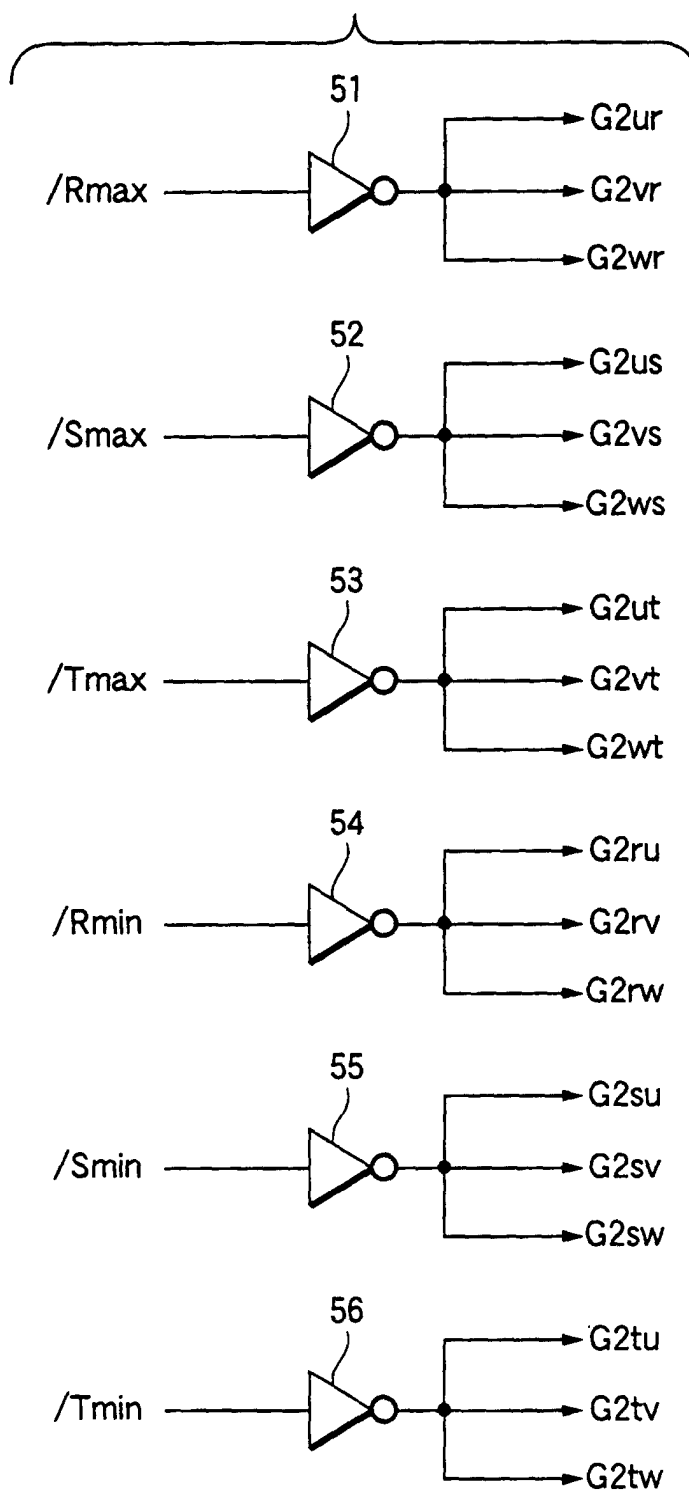 51
G2ur
/Rmax
G2vr
G2wr
52
G2us
/Smax
G2vs
G2ws
53
G2ut
/Tmax
G2vt
G2wt
54
G2ru
/Rmin
G2rv
G2rw
55
G2su
/Smin
G2sv
G2sw
56
G2tu
/Tmin
G2tv
G2tw